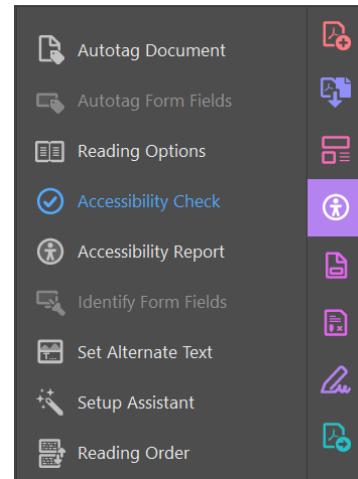 Autotag Document
Autotag Form Fields
Reading Options
Accessibility Check
Accessibility Report
Identify Form Fields
Set Alternate Text
Setup Assistant
Reading Order